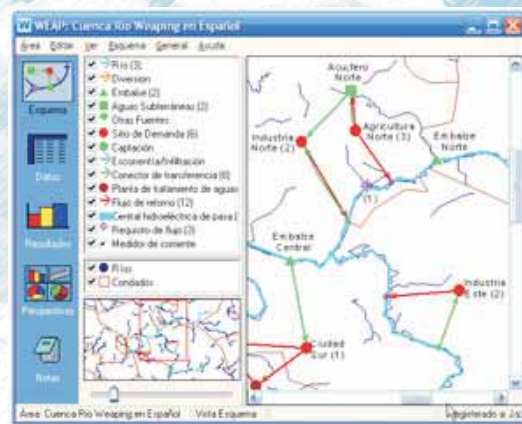 WEAP: Cuenca Rio Weaping en Español
Área Editar Ver Esquema General Ayuda
Esquema
Datos
Resultados
Perspectivas
Notas
Rio (3)
Diversion
Embalse (2)
Aguas Subterráneas (2)
Otras Fuentes
Sitio de Demanda (6)
Captación
Escorrentía/Infiltración
Conector de transferencia (8)
Planta de tratamiento de aguas
Flujo de retorno (12)
Central hidroeléctrica de pasa (
Requisito de flujo (3)
Medidor de corriente
Ríos
Condados
Acuífero
Norte
Industria
Norte (2)
Agricultura
Norte (3)
Embalse
Norte
(1)
Embalse
Central
Industria
Este (2)
Ciudad
Sur (1)
Área: Cuenca Rio Weaping en Español Vista Esquema Registerado a